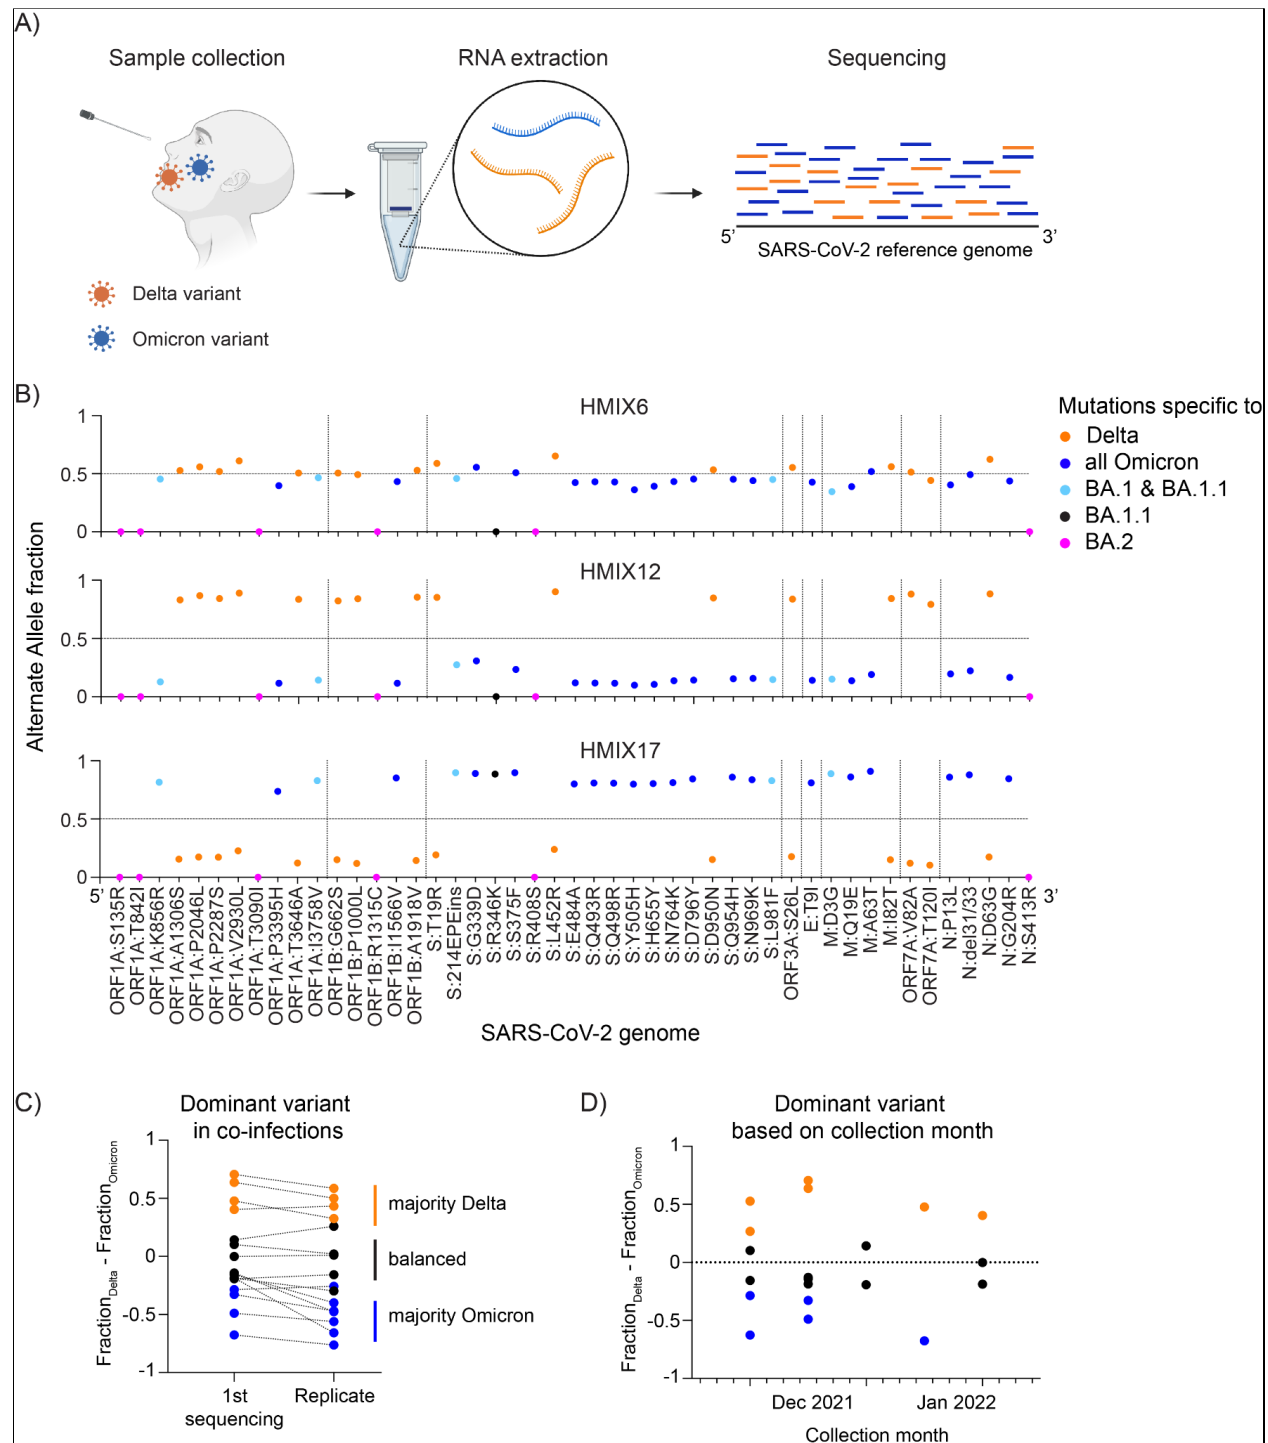 A)
Sample collection
RNA extraction
Sequencing
5’
3’
SARS-CoV-2 reference genome
Delta variant
Omicron variant
B)
HMIX6
Mutations specific to
Delta
all Omicron
BA.1 & BA.1.1
BA.1.1
BA.2
Alternate Allele fraction
1
0.5
0
HMIX12
1
0.5
0
HMIX17
1
0.5
0
5’
3’
ORF1A:S135R
ORF1A:T842I
ORF1A:K856R
ORF1A:A1306S
ORF1A:P2046L
ORF1A:P2287S
ORF1A:V2930L
ORF1A:T3090I
ORF1A:P3395H
ORF1A:T3646A
ORF1A:I3758V
ORF1B:G662S
ORF1B:P1000L
ORF1B:R1315C
ORF1B:I1566V
ORF1B:A1918V
S:T19R
S:214EPEins
S:G339D
S:R346K
S:S375F
S:R408S
S:L452R
S:E484A
S:Q493R
S:Q498R
S:Y505H
S:H655Y
S:N764K
S:D796Y
S:D950N
S:Q954H
S:N969K
S:L981F
ORF3A:S26L
E:T9I
M:D3G
M:Q19E
M:A63T
M:I82T
ORF7A:V82A
ORF7A:T120I
N:P13L
N:del31/33
N:D63G
N:G204R
N:S413R
SARS-CoV-2 genome
C)
Dominant variant
in co-infections
Fraction Delta - Fraction Omicron
1
0.5
0
-0.5
-1
majority Delta
balanced
majority Omicron
1st
sequencing
Replicate
D)
Dominant variant
based on collection month
Fraction Delta - Fraction Omicron
1
0.5
0
-0.5
-1
Dec 2021
Jan 2022
Collection month